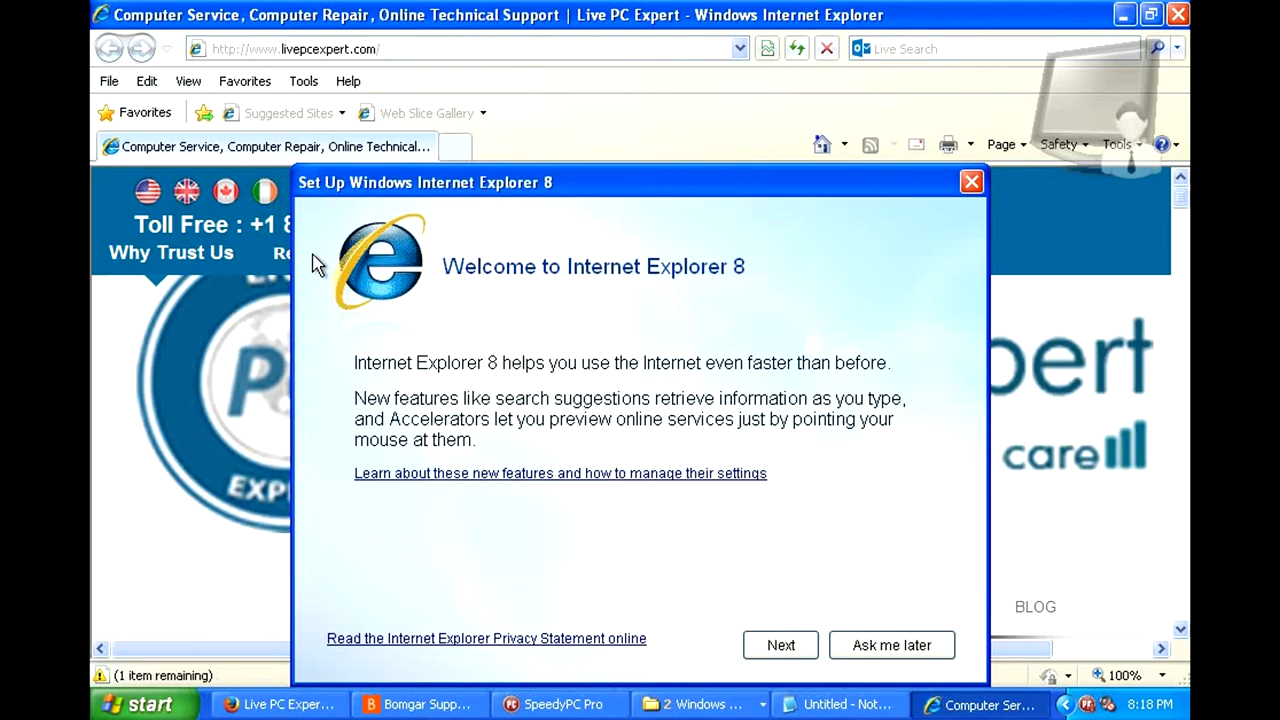 Computer Service, Computer Repair, Online Technical Support | Live PC Expert - Windows Internet Explorer
http://www.livepcexpert.com/
Live Search
File Edit View Favorites Tools Help
Favorites Suggested Sites Web Slice Gallery
Computer Service, Computer Repair, Online Technical...
Page Safety Tools
Set Up Windows Internet Explorer 8
Toll Free : +1 8
Why Trust Us Re
Welcome to Internet Explorer 8
Internet Explorer 8 helps you use the Internet even faster than before.
New features like search suggestions retrieve information as you type,
and Accelerators let you preview online services just by pointing your
mouse at them.
Learn about these new features and how to manage their settings
pert
care
EXP
BLOG
Read the Internet Explorer Privacy Statement online
Next Ask me later
(1 item remaining) 100%
start Live PC Exper... Bomgar Supp... SpeedyPC Pro 2 Windows ... Untitled - Not... Computer Ser... 8:18 PM